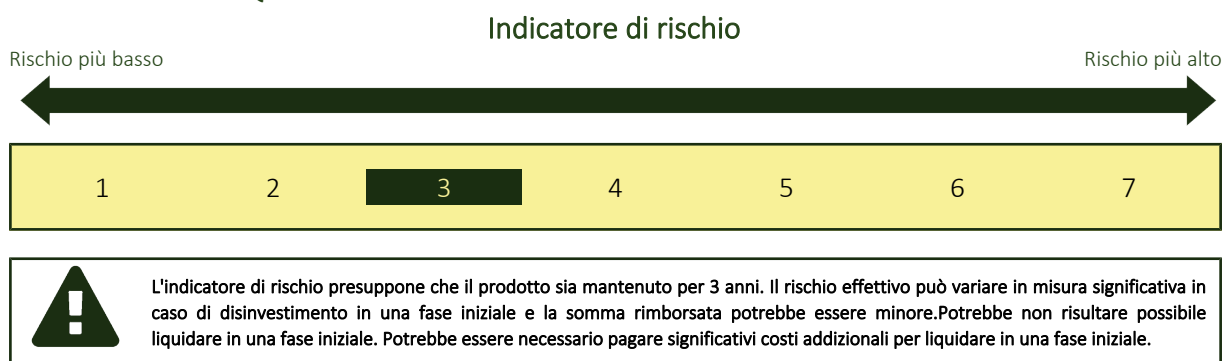 Indicatore di rischio
Rischio più basso Rischio più alto
1 2 3 4 5 6 7
L'indicatore di rischio presuppone che il prodotto sia mantenuto per 3 anni. Il rischio effettivo può variare in misura significativa in
caso di disinvestimento in una fase iniziale e la somma rimborsata potrebbe essere minore.Potrebbe non risultare possibile
liquidare in una fase iniziale. Potrebbe essere necessario pagare significativi costi addizionali per liquidare in una fase iniziale.